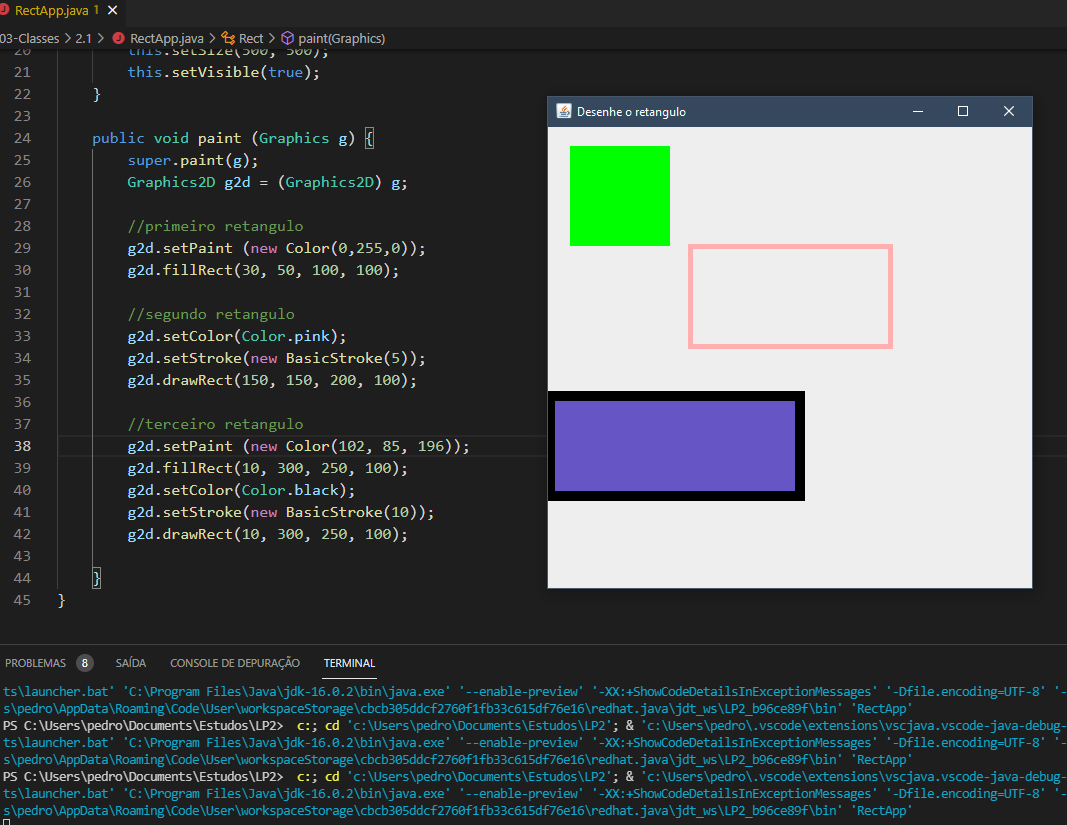 RectApp.java 1
03-Classes > 2.1 > RectApp.java > Rect > paint(Graphics)
20 this.setSize(500, 500);
21 this.setVisible(true);
22 }
23
24 public void paint (Graphics g) {
25 super.paint(g);
26 Graphics2D g2d = (Graphics2D) g;
27
28 //primeiro retangulo
29 g2d.setPaint (new Color(0,255,0));
30 g2d.fillRect(30, 50, 100, 100);
31
32 //segundo retangulo
33 g2d.setColor(Color.pink);
34 g2d.setStroke(new BasicStroke(5));
35 g2d.drawRect(150, 150, 200, 100);
36
37 //terceiro retangulo
38 g2d.setPaint (new Color(102, 85, 196));
39 g2d.fillRect(10, 300, 250, 100);
40 g2d.setColor(Color.black);
41 g2d.setStroke(new BasicStroke(10));
42 g2d.drawRect(10, 300, 250, 100);
43
44 }
45 }
Desenhe o retangulo
PROBLEMAS 8 SAÍDA CONSOLE DE DEPURAÇÃO TERMINAL
ts\launcher.bat' 'C:\Program Files\Java\jdk-16.0.2\bin\java.exe' '--enable-preview' '-XX:+ShowCodeDetailsInExceptionMessages' '-Dfile.encoding=UTF-8' '-
s\pedro\AppData\Roaming\Code\User\workspaceStorage\cbcb305ddcf2760f1fb33c615df76e16\redhat.java\jdt_ws\LP2_b96ce89f\bin' 'RectApp'
PS C:\Users\pedro\Documents\Estudos\LP2> c:; cd 'c:\Users\pedro\Documents\Estudos\LP2'; & 'c:\Users\pedro\.vscode\extensions\vscjava.vscode-java-debug-
ts\launcher.bat' 'C:\Program Files\Java\jdk-16.0.2\bin\java.exe' '--enable-preview' '-XX:+ShowCodeDetailsInExceptionMessages' '-Dfile.encoding=UTF-8' '-
s\pedro\AppData\Roaming\Code\User\workspaceStorage\cbcb305ddcf2760f1fb33c615df76e16\redhat.java\jdt_ws\LP2_b96ce89f\bin' 'RectApp'
PS C:\Users\pedro\Documents\Estudos\LP2> c:; cd 'c:\Users\pedro\Documents\Estudos\LP2'; & 'c:\Users\pedro\.vscode\extensions\vscjava.vscode-java-debug-
ts\launcher.bat' 'C:\Program Files\Java\jdk-16.0.2\bin\java.exe' '--enable-preview' '-XX:+ShowCodeDetailsInExceptionMessages' '-Dfile.encoding=UTF-8' '-
s\pedro\AppData\Roaming\Code\User\workspaceStorage\cbcb305ddcf2760f1fb33c615df76e16\redhat.java\jdt_ws\LP2_b96ce89f\bin' 'RectApp'